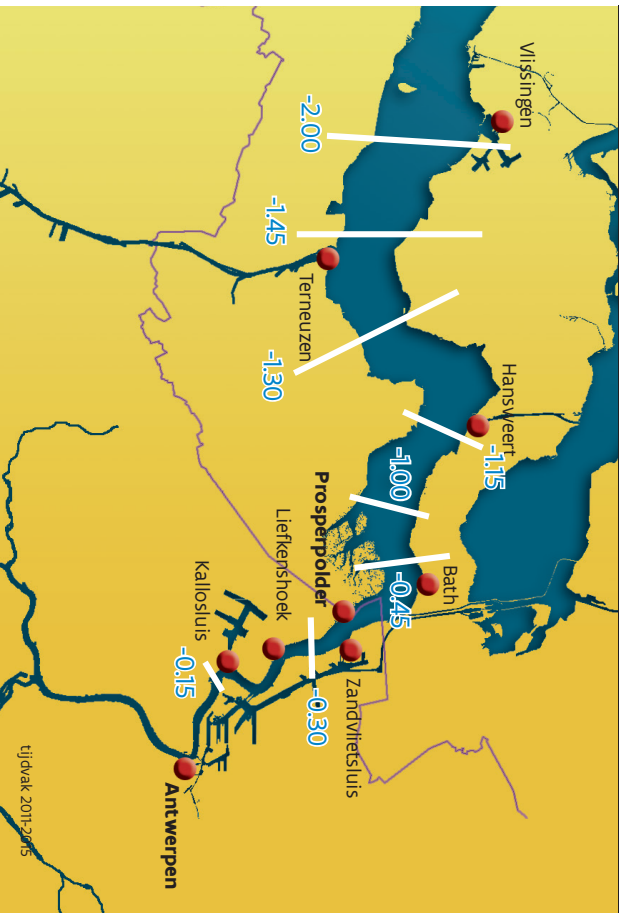 Vlissingen
-2.00
-1.45
Terneuzen
-1.30
Hansweert
-1.15
-1.00
Bath
-0.45
Prosperpolder
Liefkenshoek
Zandvlietsluis
-0.30
Kallosluis
-0.15
Antwerpen
tijdvak 2011-2015